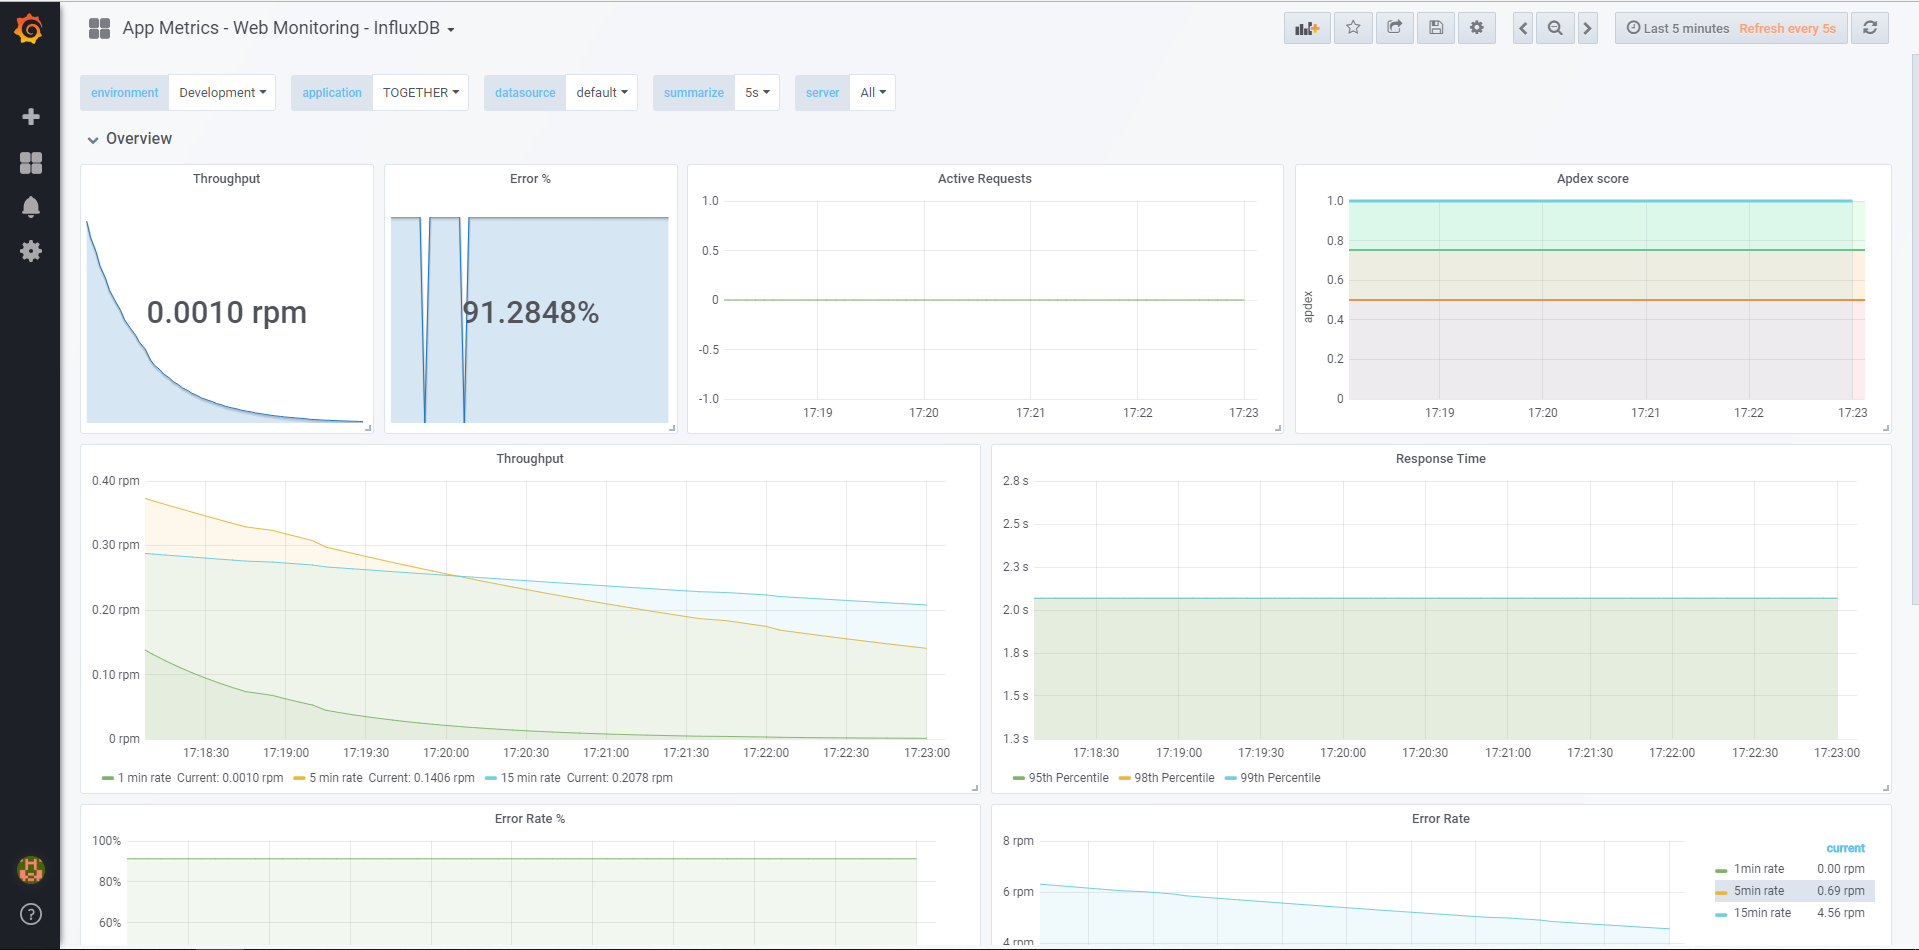 App Metrics - Web Monitoring - InfluxDB
Last 5 minutes Refresh every 5s
environment Development application TOGETHER datasource default summarize 5s server All
Overview
Throughput
0.0010 rpm
Error %
91.2848%
Active Requests
1.0
0.5
0
-0.5
-1.0
17:19 17:20 17:21 17:22 17:23
Apdex score
apdex
1.0
0.8
0.6
0.4
0.2
0
17:19 17:20 17:21 17:22 17:23
Throughput
0.40 rpm
0.30 rpm
0.20 rpm
0.10 rpm
0 rpm
17:18:30 17:19:00 17:19:30 17:20:00 17:20:30 17:21:00 17:21:30 17:22:00 17:22:30 17:23:00
1 min rate Current: 0.0010 rpm 5 min rate Current: 0.1406 rpm 15 min rate Current: 0.2078 rpm
Response Time
2.8 s
2.5 s
2.3 s
2.0 s
1.8 s
1.5 s
1.3 s
17:18:30 17:19:00 17:19:30 17:20:00 17:20:30 17:21:00 17:21:30 17:22:00 17:22:30 17:23:00
95th Percentile 98th Percentile 99th Percentile
Error Rate %
100%
80%
60%
Error Rate
8 rpm
6 rpm
4 rpm
current
1min rate 0.00 rpm
5min rate 0.69 rpm
15min rate 4.56 rpm